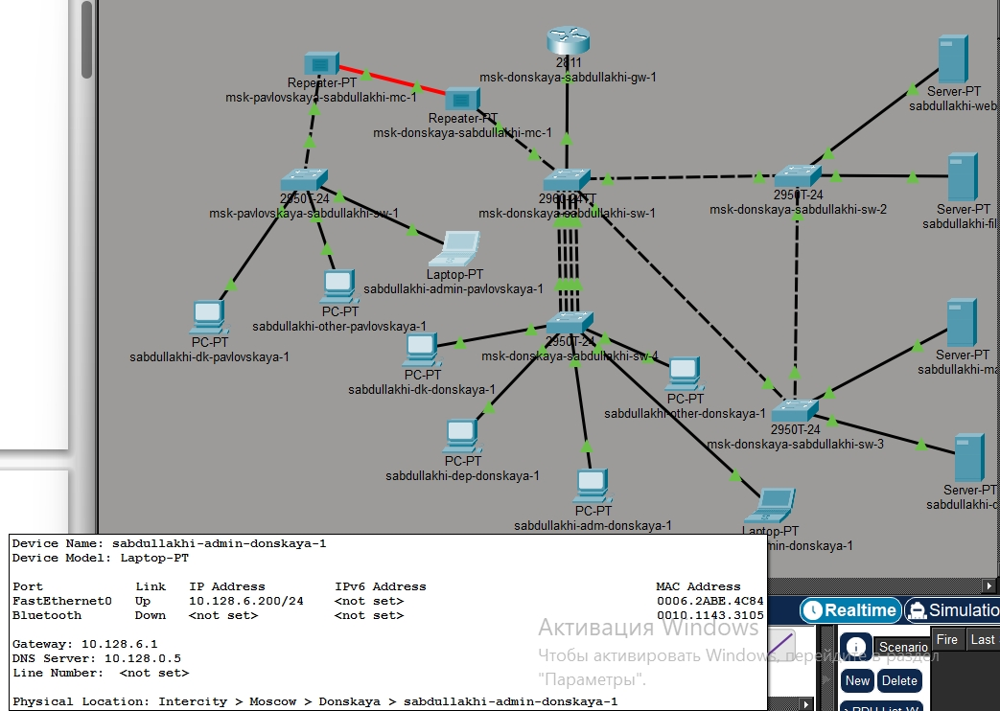 2811
msk-donskaya-sabdullakhi-gw-1
Repeater-PT
msk-pavlovskaya-sabdullakhi-mc-1
Repeater-PT
msk-donskaya-sabdullakhi-mc-1
Server-PT
sabdullakhi-web
2950T-24
msk-pavlovskaya-sabdullakhi-sw-1
2960-24TT
msk-donskaya-sabdullakhi-sw-1
2950T-24
msk-donskaya-sabdullakhi-sw-2
Server-PT
sabdullakhi-fil
Laptop-PT
sabdullakhi-admin-pavlovskaya-1
PC-PT
sabdullakhi-other-pavlovskaya-1
PC-PT
sabdullakhi-dk-pavlovskaya-1
2950T-24
msk-donskaya-sabdullakhi-sw-4
Server-PT
sabdullakhi-ma
PC-PT
sabdullakhi-dk-donskaya-1
PC-PT
sabdullakhi-other-donskaya-1
2950T-24
msk-donskaya-sabdullakhi-sw-3
PC-PT
sabdullakhi-dep-donskaya-1
Server-PT
sabdullakhi-d
PC-PT
sabdullakhi-adm-donskaya-1
Laptop-PT
min-donskaya-1
Device Name: sabdullakhi-admin-donskaya-1
Device Model: Laptop-PT
Port Link IP Address IPv6 Address MAC Address
FastEthernet0 Up 10.128.6.200/24 <not set> 0006.2ABE.4C84
Bluetooth Down <not set> <not set> 0010.1143.3105
Gateway: 10.128.6.1
DNS Server: 10.128.0.5
Line Number: <not set>
Physical Location: Intercity > Moscow > Donskaya > sabdullakhi-admin-donskaya-1
Активация Windows
Чтобы активировать Windows, перейдите в раздел
"Параметры".
Realtime
Simulatio
Scenario
Fire
Last
New
Delete